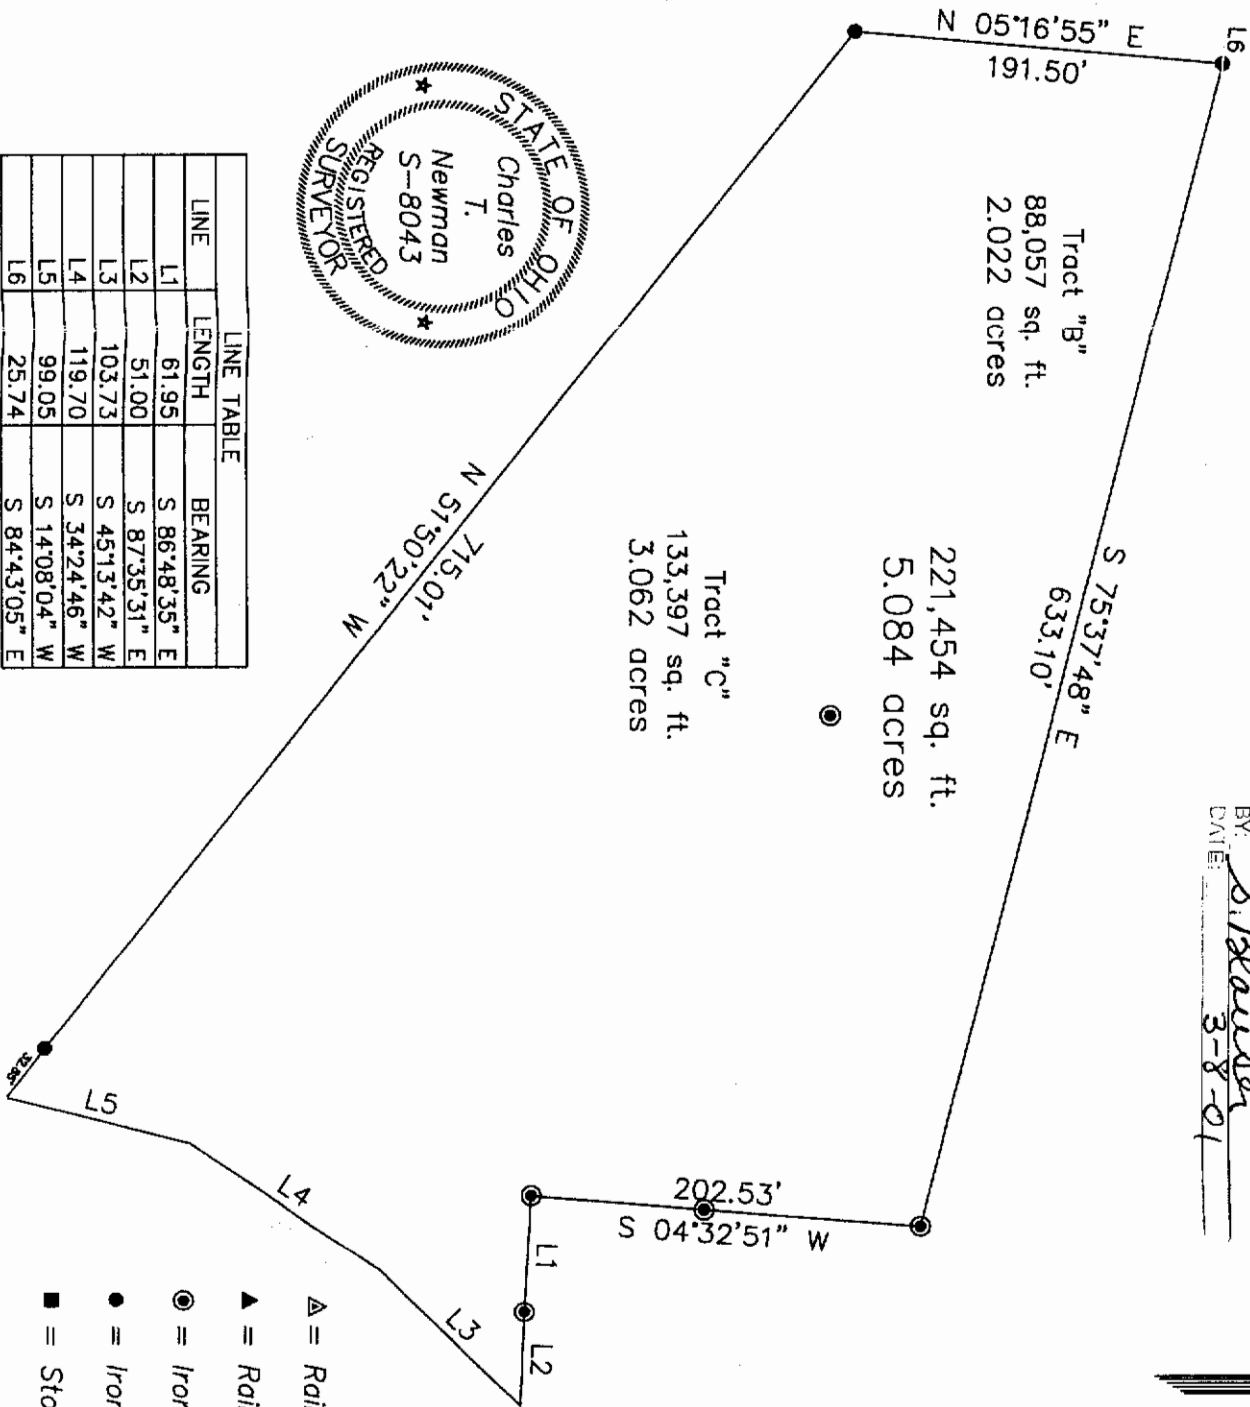 L6
N 05°16'55" E
191.50'
S 75°37'48" E
633.10'
BY:
DATE: 3-8-01
Tract "B"
88,057 sq. ft.
2.022 acres
221,454 sq. ft.
5.084 acres
Tract "C"
133,397 sq. ft.
3.062 acres
STATE OF OHIO
Charles
T.
Newman
S-8043
REGISTERED
SURVEYOR
N 51°50'22" W
715.01'
32.85'
202.53'
S 04°32'51" W
L1
L2
L3
L4
L5
LINE TABLE
LINE LENGTH BEARING
L1 61.95 S 86°48'35" E
L2 51.00 S 87°35'31" E
L3 103.73 S 45°13'42" W
L4 119.70 S 34°24'46" W
L5 99.05 S 14°08'04" W
L6 25.74 S 84°43'05" E
= Rai
= Rai
= Iron
= Iron
= Sto